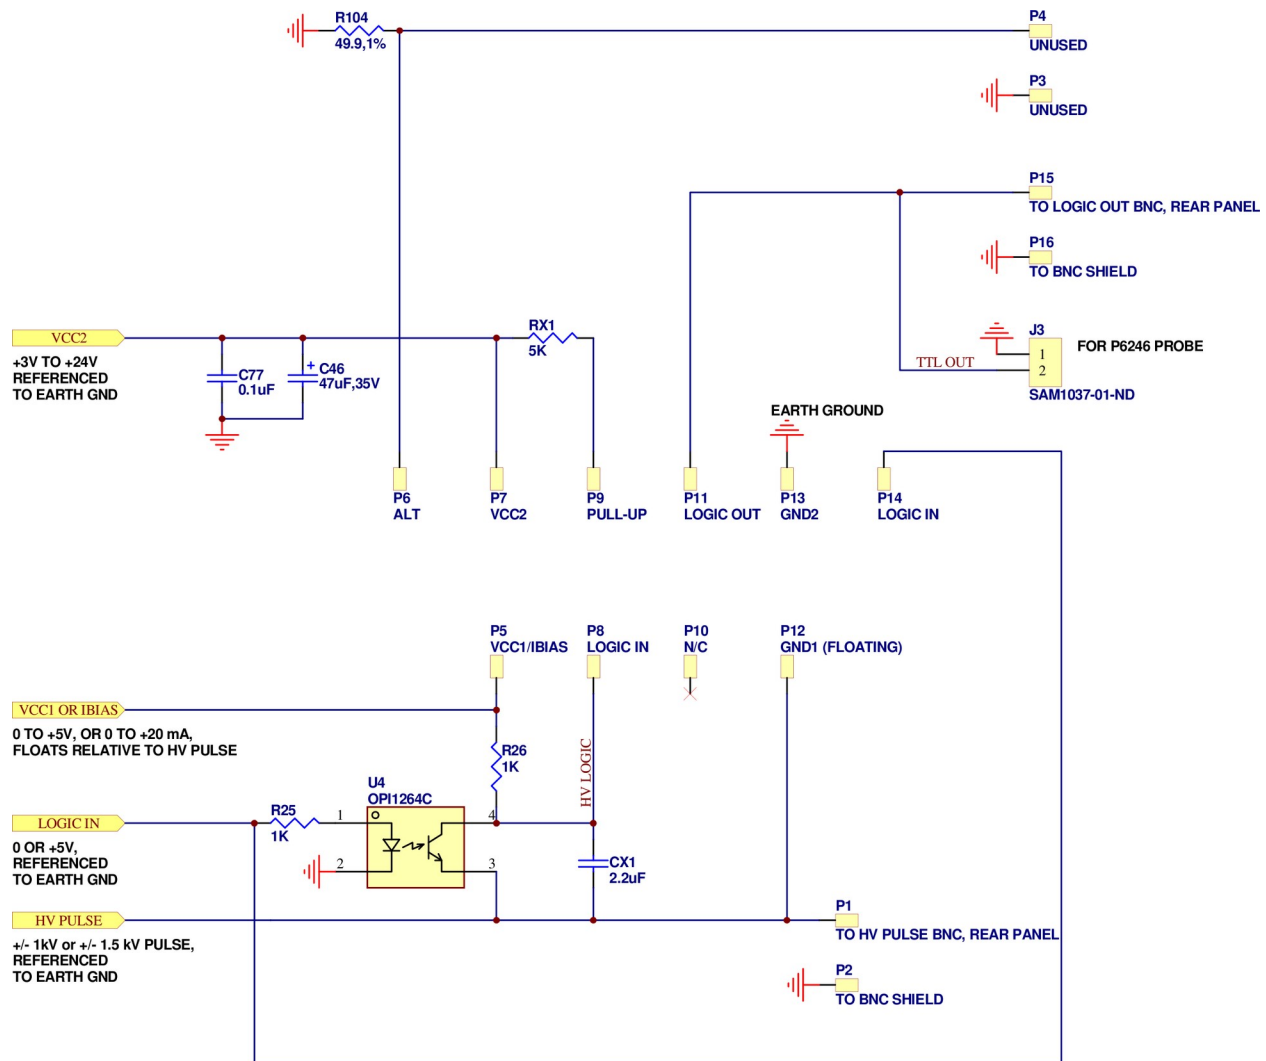 R104
49.9,1%
P4
UNUSED
P3
UNUSED
P15
TO LOGIC OUT BNC, REAR PANEL
P16
TO BNC SHIELD
VCC2
+3V TO +24V
REFERENCED
TO EARTH GND
C77
0.1uF
+
C46
47uF,35V
RX1
5K
J3
FOR P6246 PROBE
1
2
TTL OUT
SAM1037-01-ND
EARTH GROUND
P6
ALT
P7
VCC2
P9
PULL-UP
P11
LOGIC OUT
P13
GND2
P14
LOGIC IN
P5
VCC1/IBIAS
P8
LOGIC IN
P10
N/C
P12
GND1 (FLOATING)
VCC1 OR IBIAS
0 TO +5V, OR 0 TO +20 mA,
FLOATS RELATIVE TO HV PULSE
R26
1K
HV LOGIC
U4
OPI1264C
LOGIC IN
0 OR +5V,
REFERENCED
TO EARTH GND
R25
1K
1
2
4
3
CX1
2.2uF
HV PULSE
+/- 1kV or +/- 1.5 kV PULSE,
REFERENCED
TO EARTH GND
P1
TO HV PULSE BNC, REAR PANEL
P2
TO BNC SHIELD